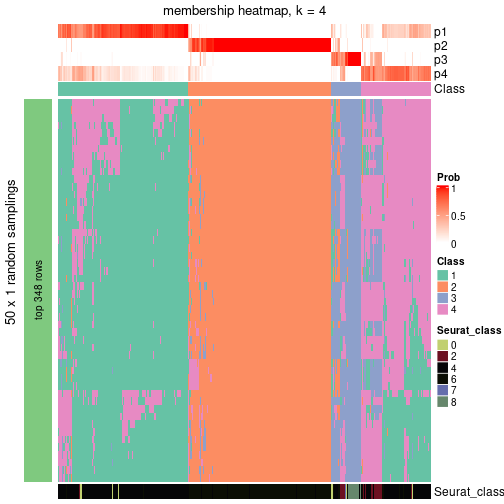 membership heatmap, k = 4
p1
p2
p3
p4
Class
50 x 1 random samplings
top 348 rows
Prob
1
0.5
0
Class
1
2
3
4
Seurat_class
0
2
4
6
7
8
Seurat_class